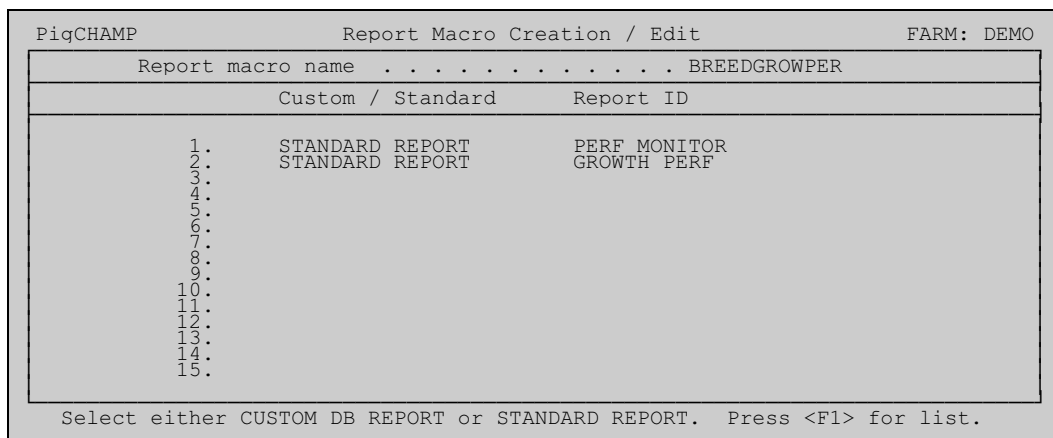 PigCHAMP Report Macro Creation / Edit FARM: DEMO
Report macro name . . . . . . . . . . . . BREEDGROWPER
Custom / Standard Report ID
1. STANDARD REPORT PERF MONITOR
2. STANDARD REPORT GROWTH PERF
3.
4.
5.
6.
7.
8.
9.
10.
11.
12.
13.
14.
15.
Select either CUSTOM DB REPORT or STANDARD REPORT. Press <F1> for list.